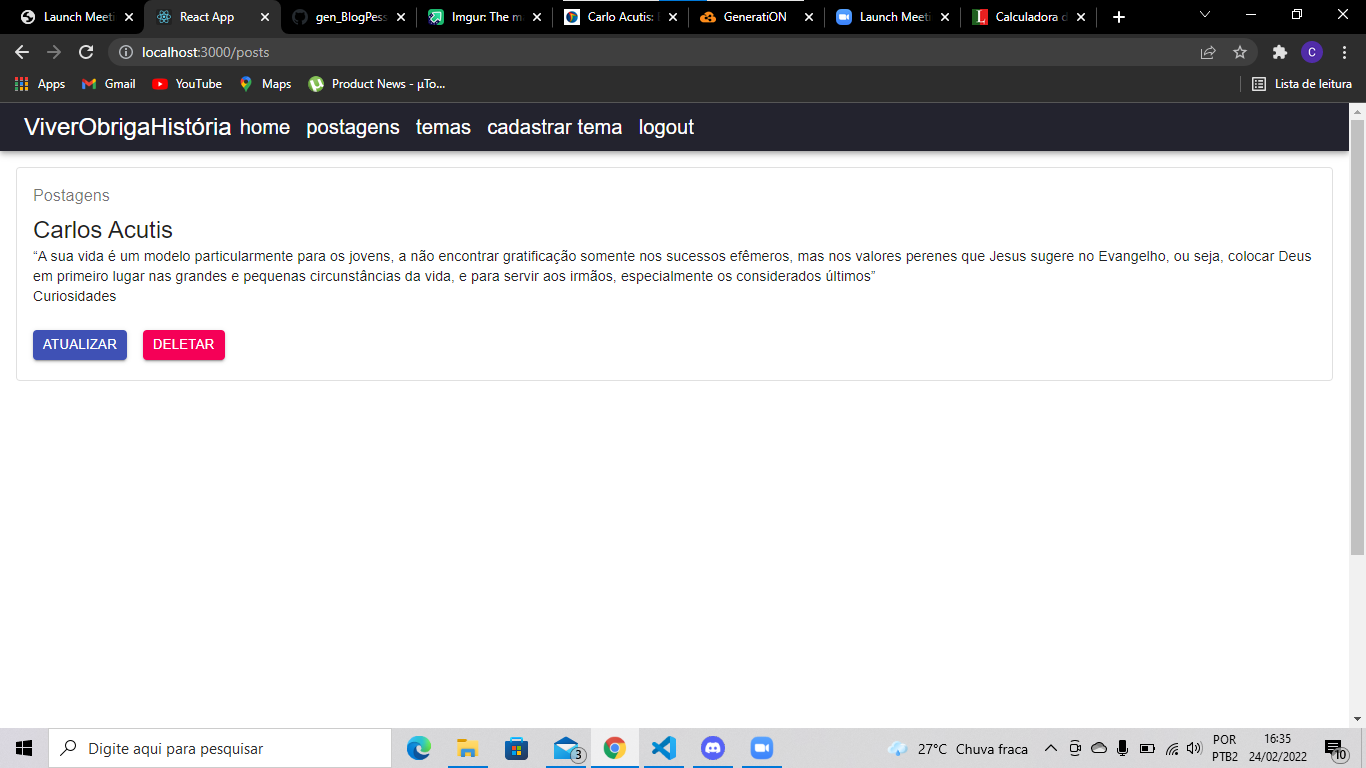 Launch Meeti
React App
gen_BlogPess
Imgur: The m
Carlo Acutis:
GeneratiON
Launch Meeti
Calculadora d
localhost:3000/posts
C
Apps
Gmail
YouTube
Maps
Product News - µTo...
Lista de leitura
ViverObrigaHistória home postagens temas cadastrar tema logout
Postagens
Carlos Acutis
“A sua vida é um modelo particularmente para os jovens, a não encontrar gratificação somente nos sucessos efêmeros, mas nos valores perenes que Jesus sugere no Evangelho, ou seja, colocar Deus
em primeiro lugar nas grandes e pequenas circunstâncias da vida, e para servir aos irmãos, especialmente os considerados últimos”
Curiosidades
ATUALIZAR
DELETAR
Digite aqui para pesquisar
3
27°C Chuva fraca
POR
PTB2
16:35
24/02/2022
10